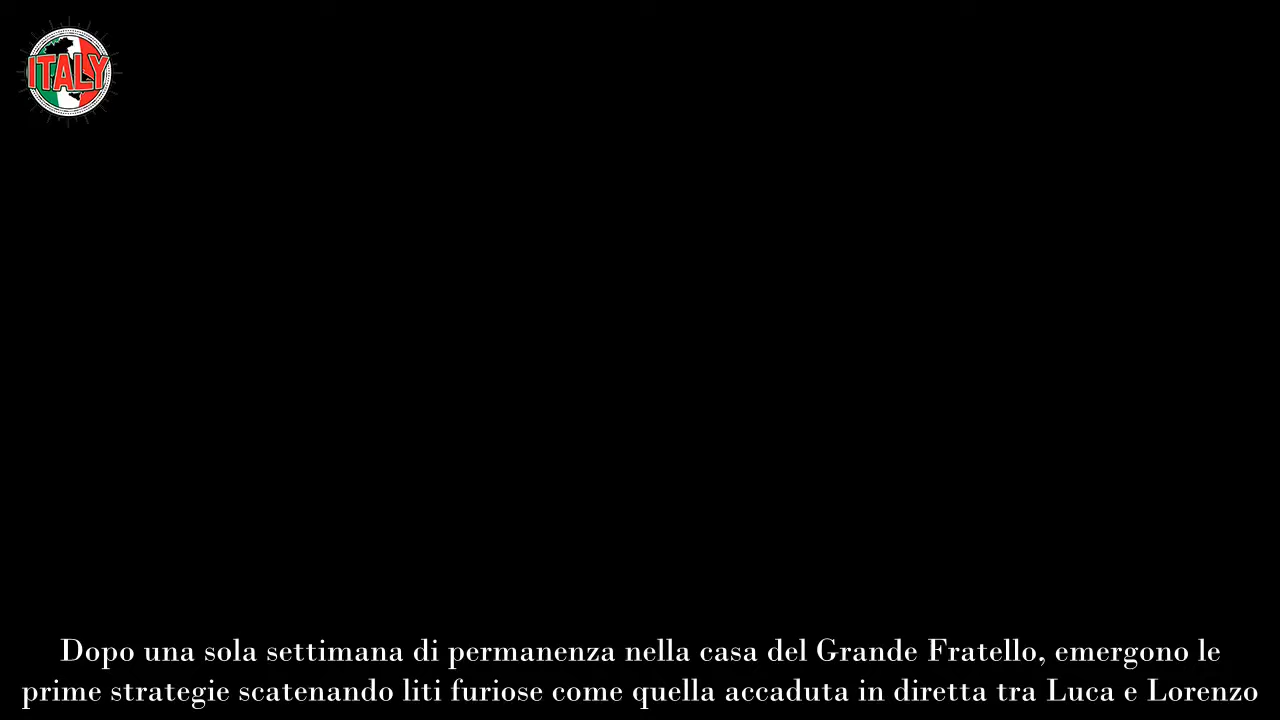 ITALY
Dopo una sola settimana di permanenza nella casa del Grande Fratello, emergono le
prime strategie scatenando liti furiose come quella accaduta in diretta tra Luca e Lorenzo